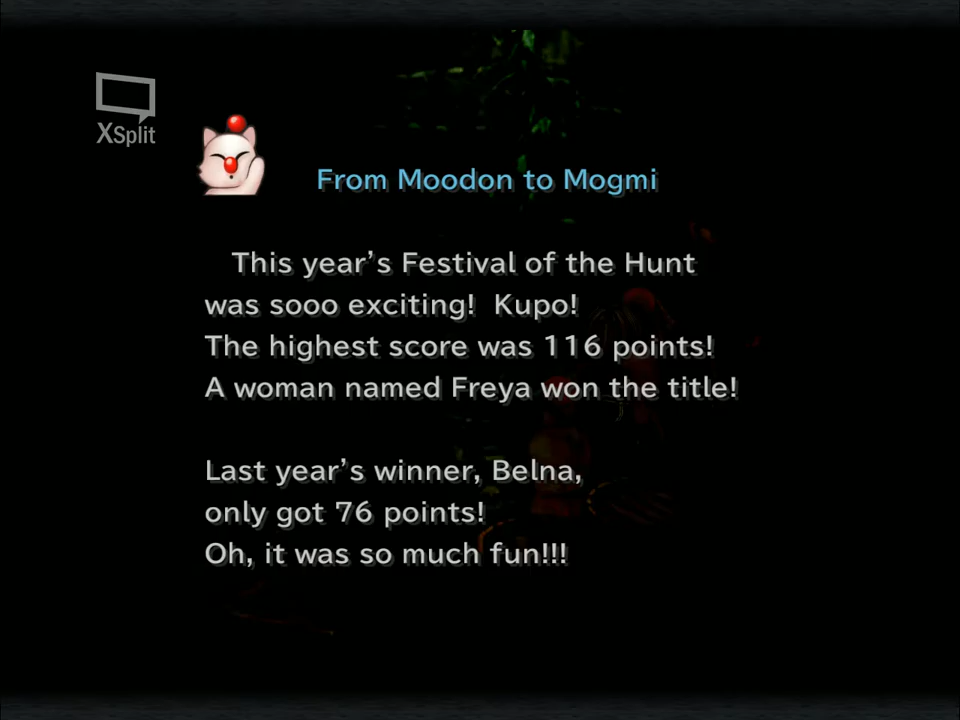 XSplit
From Moodon to Mogmi
This year's Festival of the Hunt
was sooo exciting! Kupo!
The highest score was 116 points!
A woman named Freya won the title!
Last year's winner, Belna,
only got 76 points!
Oh, it was so much fun!!!